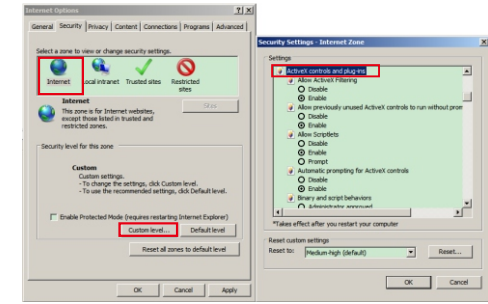 Internet Options
General Security Privacy Content Connections Programs Advanced
Select a zone to view or change security settings.
Internet Local intranet Trusted sites Restricted
sites
Internet
This zone is for Internet websites,
except those listed in trusted and
restricted zones.
Sites
Security level for this zone
Custom
Custom settings.
- To change the settings, click Custom level.
- To use the recommended settings, click Default level.
Enable Protected Mode (requires restarting Internet Explorer)
Custom level... Default level
Reset all zones to default level
OK Cancel Apply
Security Settings - Internet Zone
Settings
ActiveX controls and plug-ins
Allow ActiveX Filtering
Disable
Enable
Allow previously unused ActiveX controls to run without prom
Disable
Enable
Allow Scriptlets
Disable
Enable
Prompt
Automatic prompting for ActiveX controls
Disable
Enable
Binary and script behaviors
Administrator approved
*Takes effect after you restart your computer
Reset custom settings
Reset to: Medium-high (default) Reset...
OK Cancel